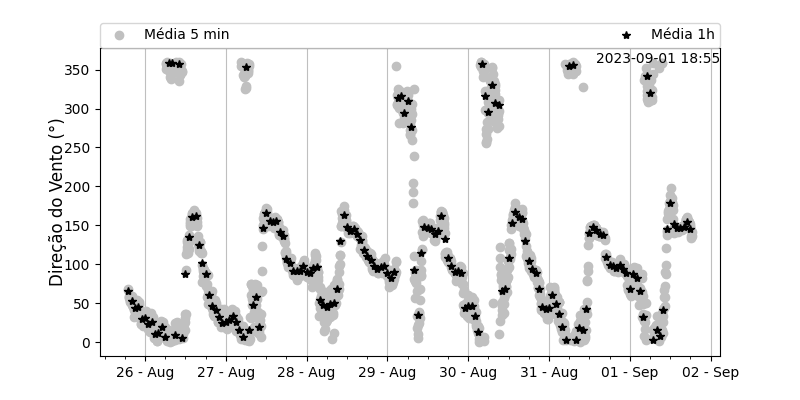 Média 5 min
Média 1h
2023-09-01 18:55
Direção do Vento (°)
350
300
250
200
150
100
50
0
26 - Aug
27 - Aug
28 - Aug
29 - Aug
30 - Aug
31 - Aug
01 - Sep
02 - Sep